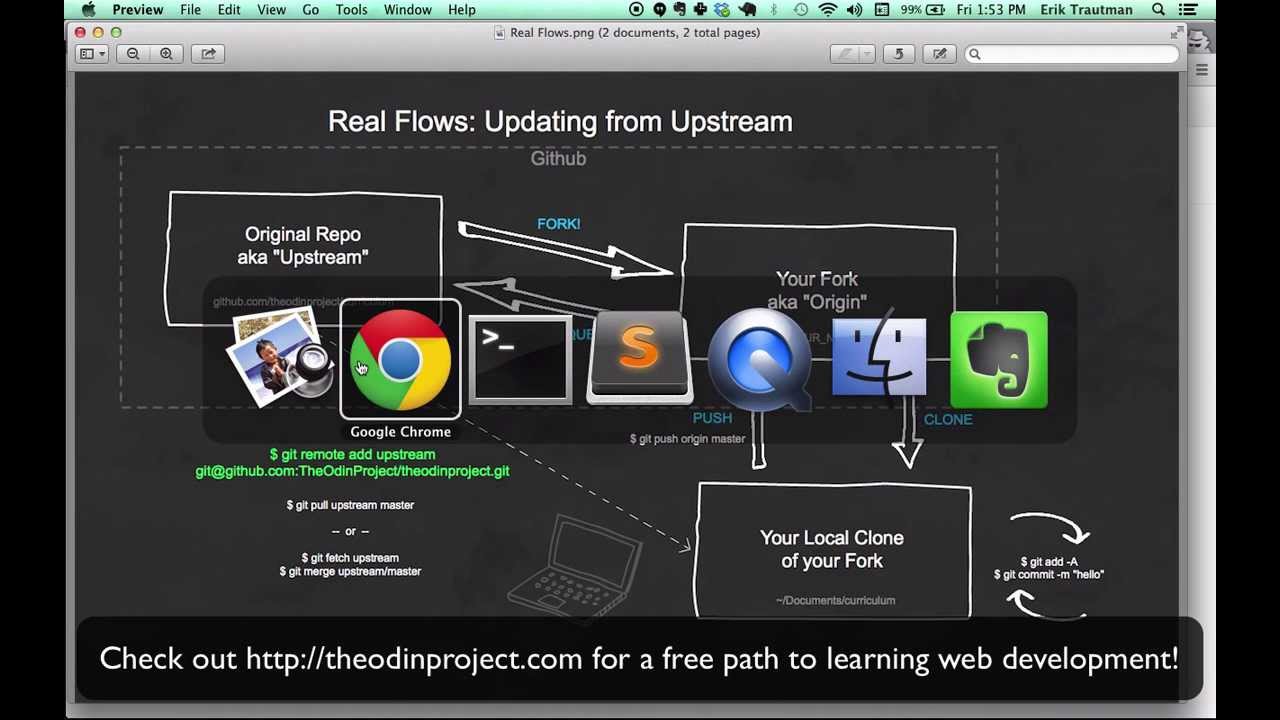 Preview File Edit View Go Tools Window Help 99% Fri 1:53 PM Erik Trautman
Real Flows.png (2 documents, 2 total pages)
Real Flows: Updating from Upstream
Github
Original Repo
aka "Upstream"
FORK!
Your Fork
aka "Origin"
>_
S
Google Chrome
PUSH
$ git push origin master
CLONE
$ git remote add upstream
git@github.com:TheOdinProject/theodinproject.git
$ git pull upstream master
-- or --
$ git fetch upstream
$ git merge upstream/master
Your Local Clone
of your Fork
~/Documents/curriculum
$ git add -A
$ git commit -m "hello"
Check out http://theodinproject.com for a free path to learning web development!